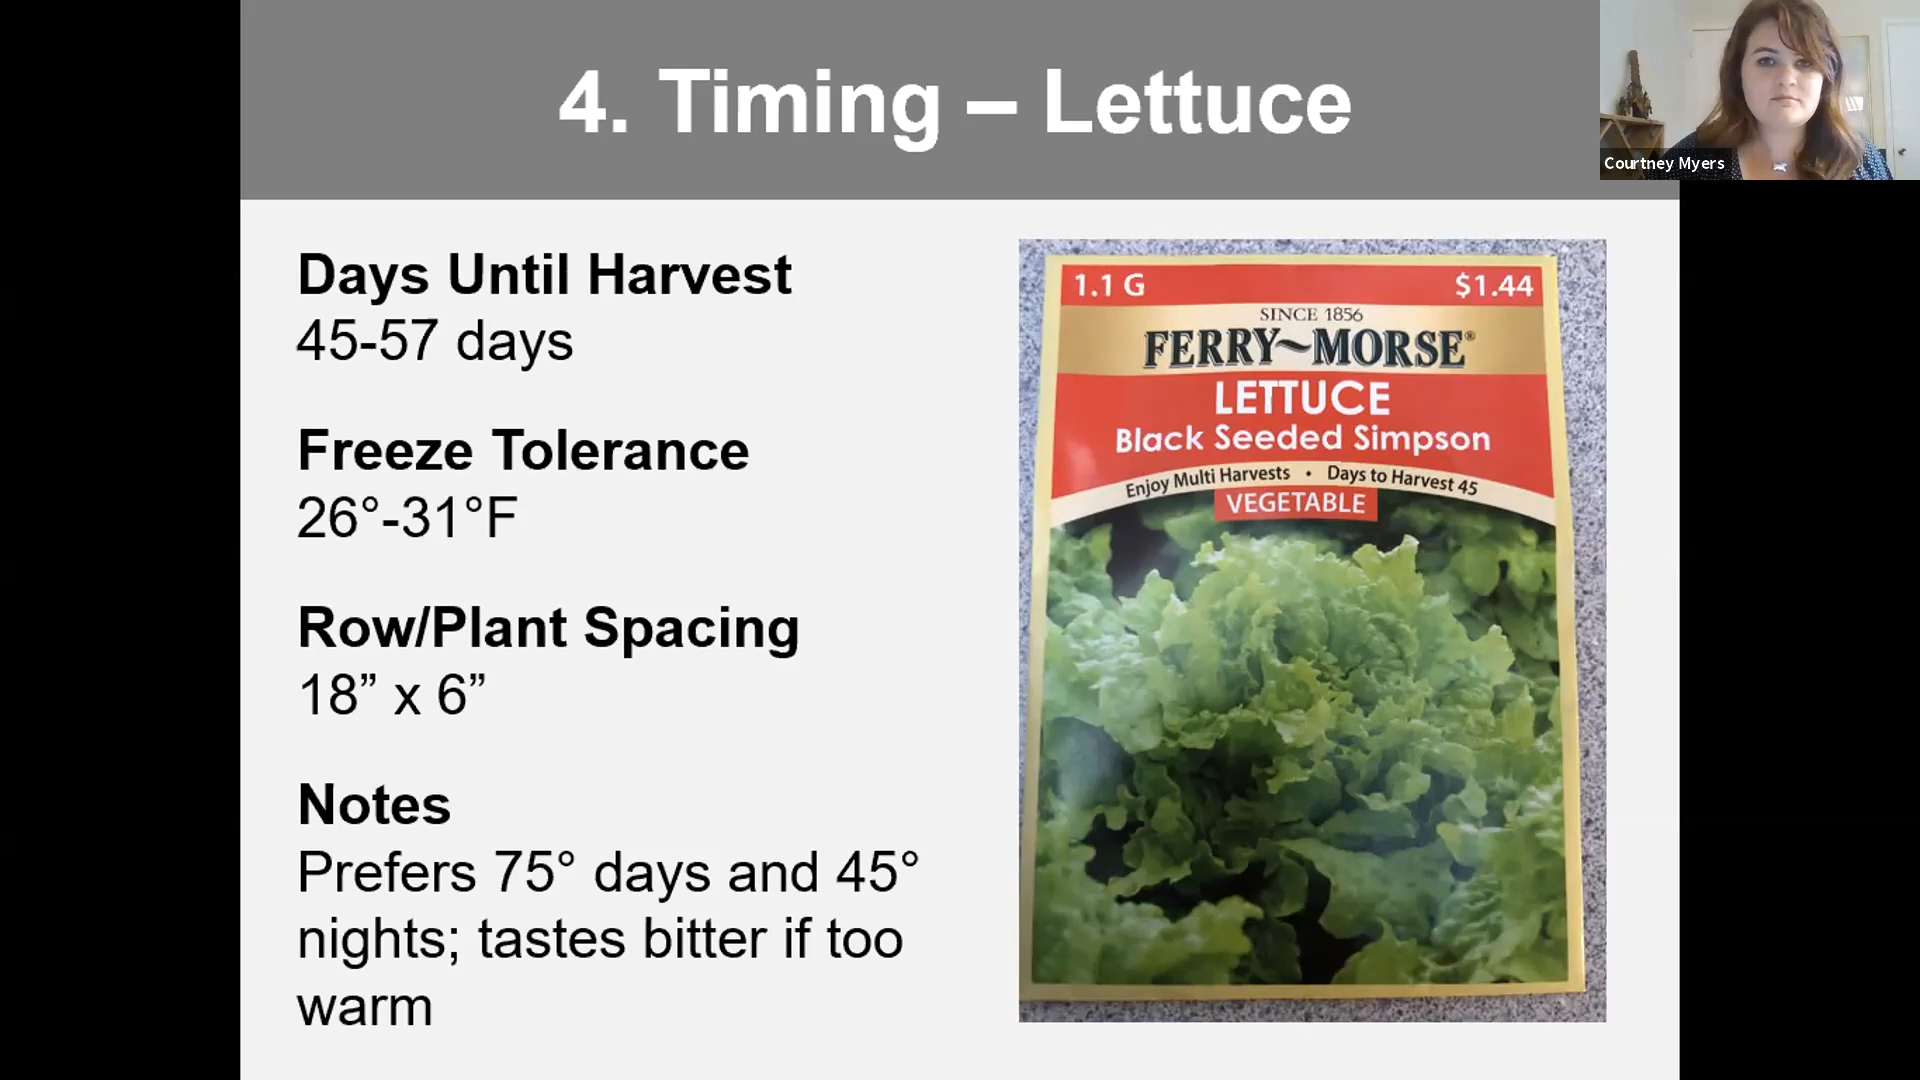 4. Timing – Lettuce
Courtney Myers
Days Until Harvest
45-57 days
Freeze Tolerance
26°-31°F
Row/Plant Spacing
18” x 6”
Notes
Prefers 75° days and 45°
nights; tastes bitter if too
warm
1.1 G
$1.44
SINCE 1856
FERRY~MORSE®
LETTUCE
Black Seeded Simpson
Enjoy Multi Harvests • Days to Harvest 45
VEGETABLE